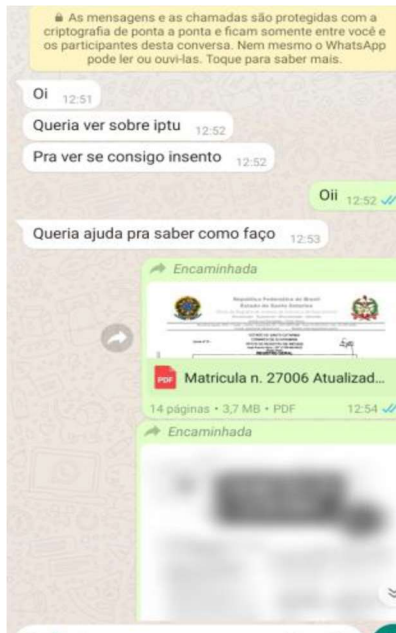 As mensagens e as chamadas são protegidas com a
criptografia de ponta a ponta e ficam somente entre você e
os participantes desta conversa. Nem mesmo o WhatsApp
pode ler ou ouvi-las. Toque para saber mais.
Oi 12:51
Queria ver sobre iptu 12:52
Pra ver se consigo insento 12:52
Oii 12:52
Queria ajuda pra saber como faço 12:53
Encaminhada
República Federativa do Brasil
Estado de Santa Catarina
PDF Matricula n. 27006 Atualizad...
14 páginas • 3,7 MB • PDF 12:54
Encaminhada